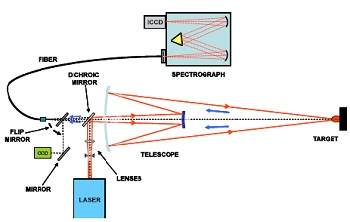 ICCD
FIBER
SPECTROGRAPH
DICHROIC
MIRROR
FLIP
MIRROR
CCD
TELESCOPE
TARGET
MIRROR
LENSES
LASER